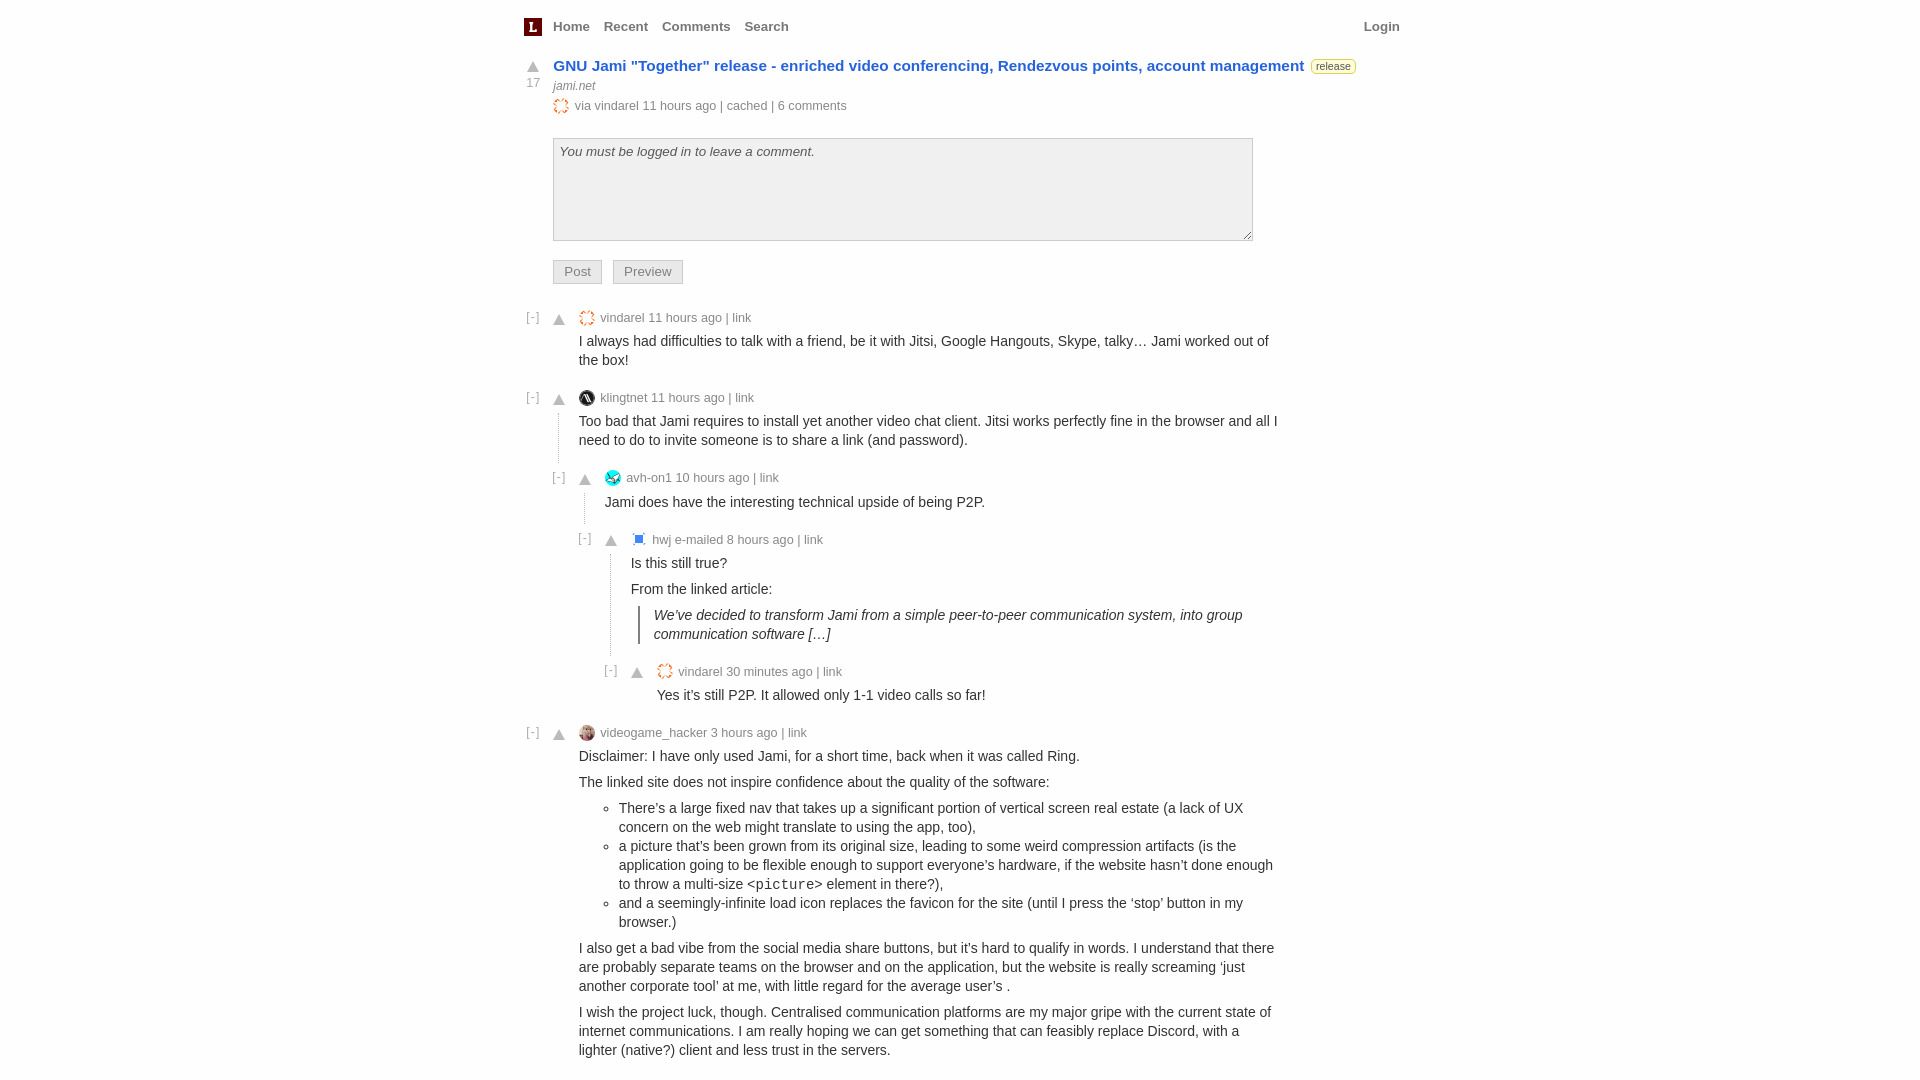 L Home Recent Comments Search Login
GNU Jami "Together" release - enriched video conferencing, Rendezvous points, account management release
17
jami.net
via vindarel 11 hours ago | cached | 6 comments
You must be logged in to leave a comment.
Post Preview
[-] vindarel 11 hours ago | link
I always had difficulties to talk with a friend, be it with Jitsi, Google Hangouts, Skype, talky… Jami worked out of
the box!
[-] klingtnet 11 hours ago | link
Too bad that Jami requires to install yet another video chat client. Jitsi works perfectly fine in the browser and all I
need to do to invite someone is to share a link (and password).
[-] avh-on1 10 hours ago | link
Jami does have the interesting technical upside of being P2P.
[-] hwj e-mailed 8 hours ago | link
Is this still true?
From the linked article:
We’ve decided to transform Jami from a simple peer-to-peer communication system, into group
communication software […]
[-] vindarel 30 minutes ago | link
Yes it’s still P2P. It allowed only 1-1 video calls so far!
[-] videogame_hacker 3 hours ago | link
Disclaimer: I have only used Jami, for a short time, back when it was called Ring.
The linked site does not inspire confidence about the quality of the software:
◦ There’s a large fixed nav that takes up a significant portion of vertical screen real estate (a lack of UX
concern on the web might translate to using the app, too),
◦ a picture that’s been grown from its original size, leading to some weird compression artifacts (is the
application going to be flexible enough to support everyone’s hardware, if the website hasn’t done enough
to throw a multi-size <picture> element in there?),
◦ and a seemingly-infinite load icon replaces the favicon for the site (until I press the ‘stop’ button in my
browser.)
I also get a bad vibe from the social media share buttons, but it’s hard to qualify in words. I understand that there
are probably separate teams on the browser and on the application, but the website is really screaming ‘just
another corporate tool’ at me, with little regard for the average user’s .
I wish the project luck, though. Centralised communication platforms are my major gripe with the current state of
internet communications. I am really hoping we can get something that can feasibly replace Discord, with a
lighter (native?) client and less trust in the servers.